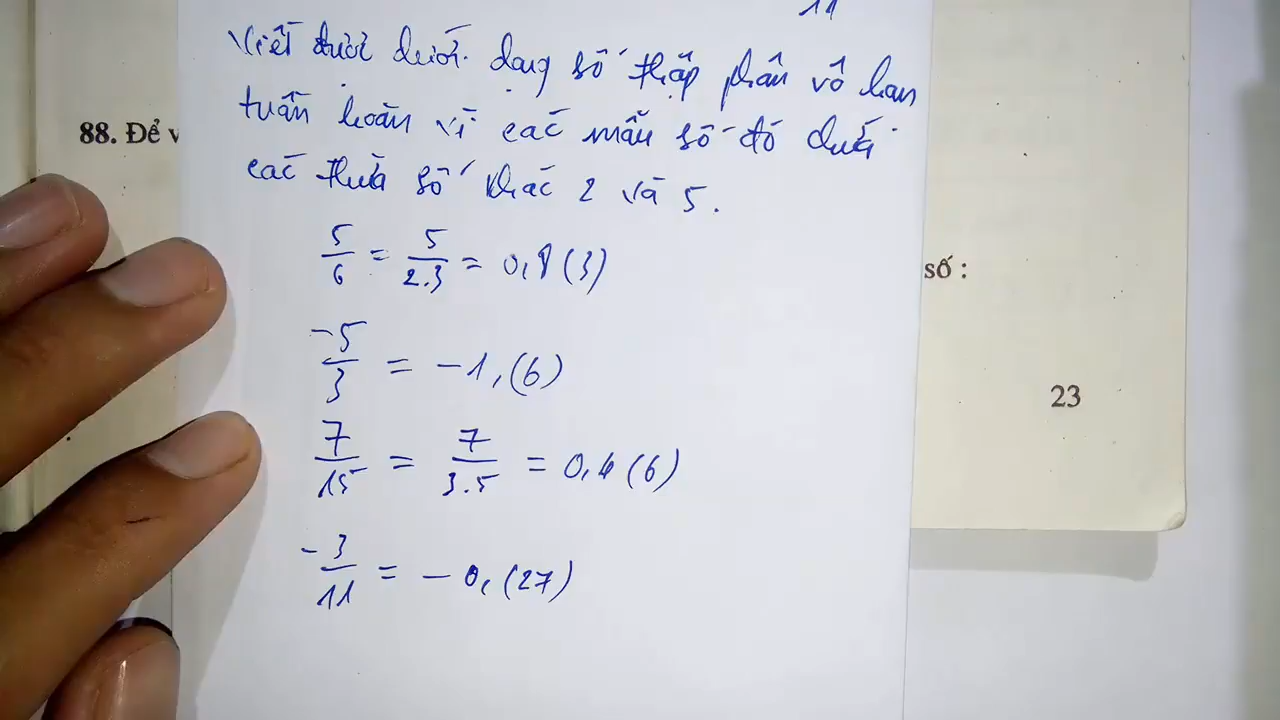 11
Viết được dưới dạng số thập phân vô hạn
tuần hoàn vì các mẫu số đó chứa
các thừa số khác 2 và 5.
88. Để v
5/6 = 5/2.3 = 0,8(3)
số :
-5/3 = -1,(6)
23
7/15 = 7/3.5 = 0,4(6)
-3/11 = -0,(27)